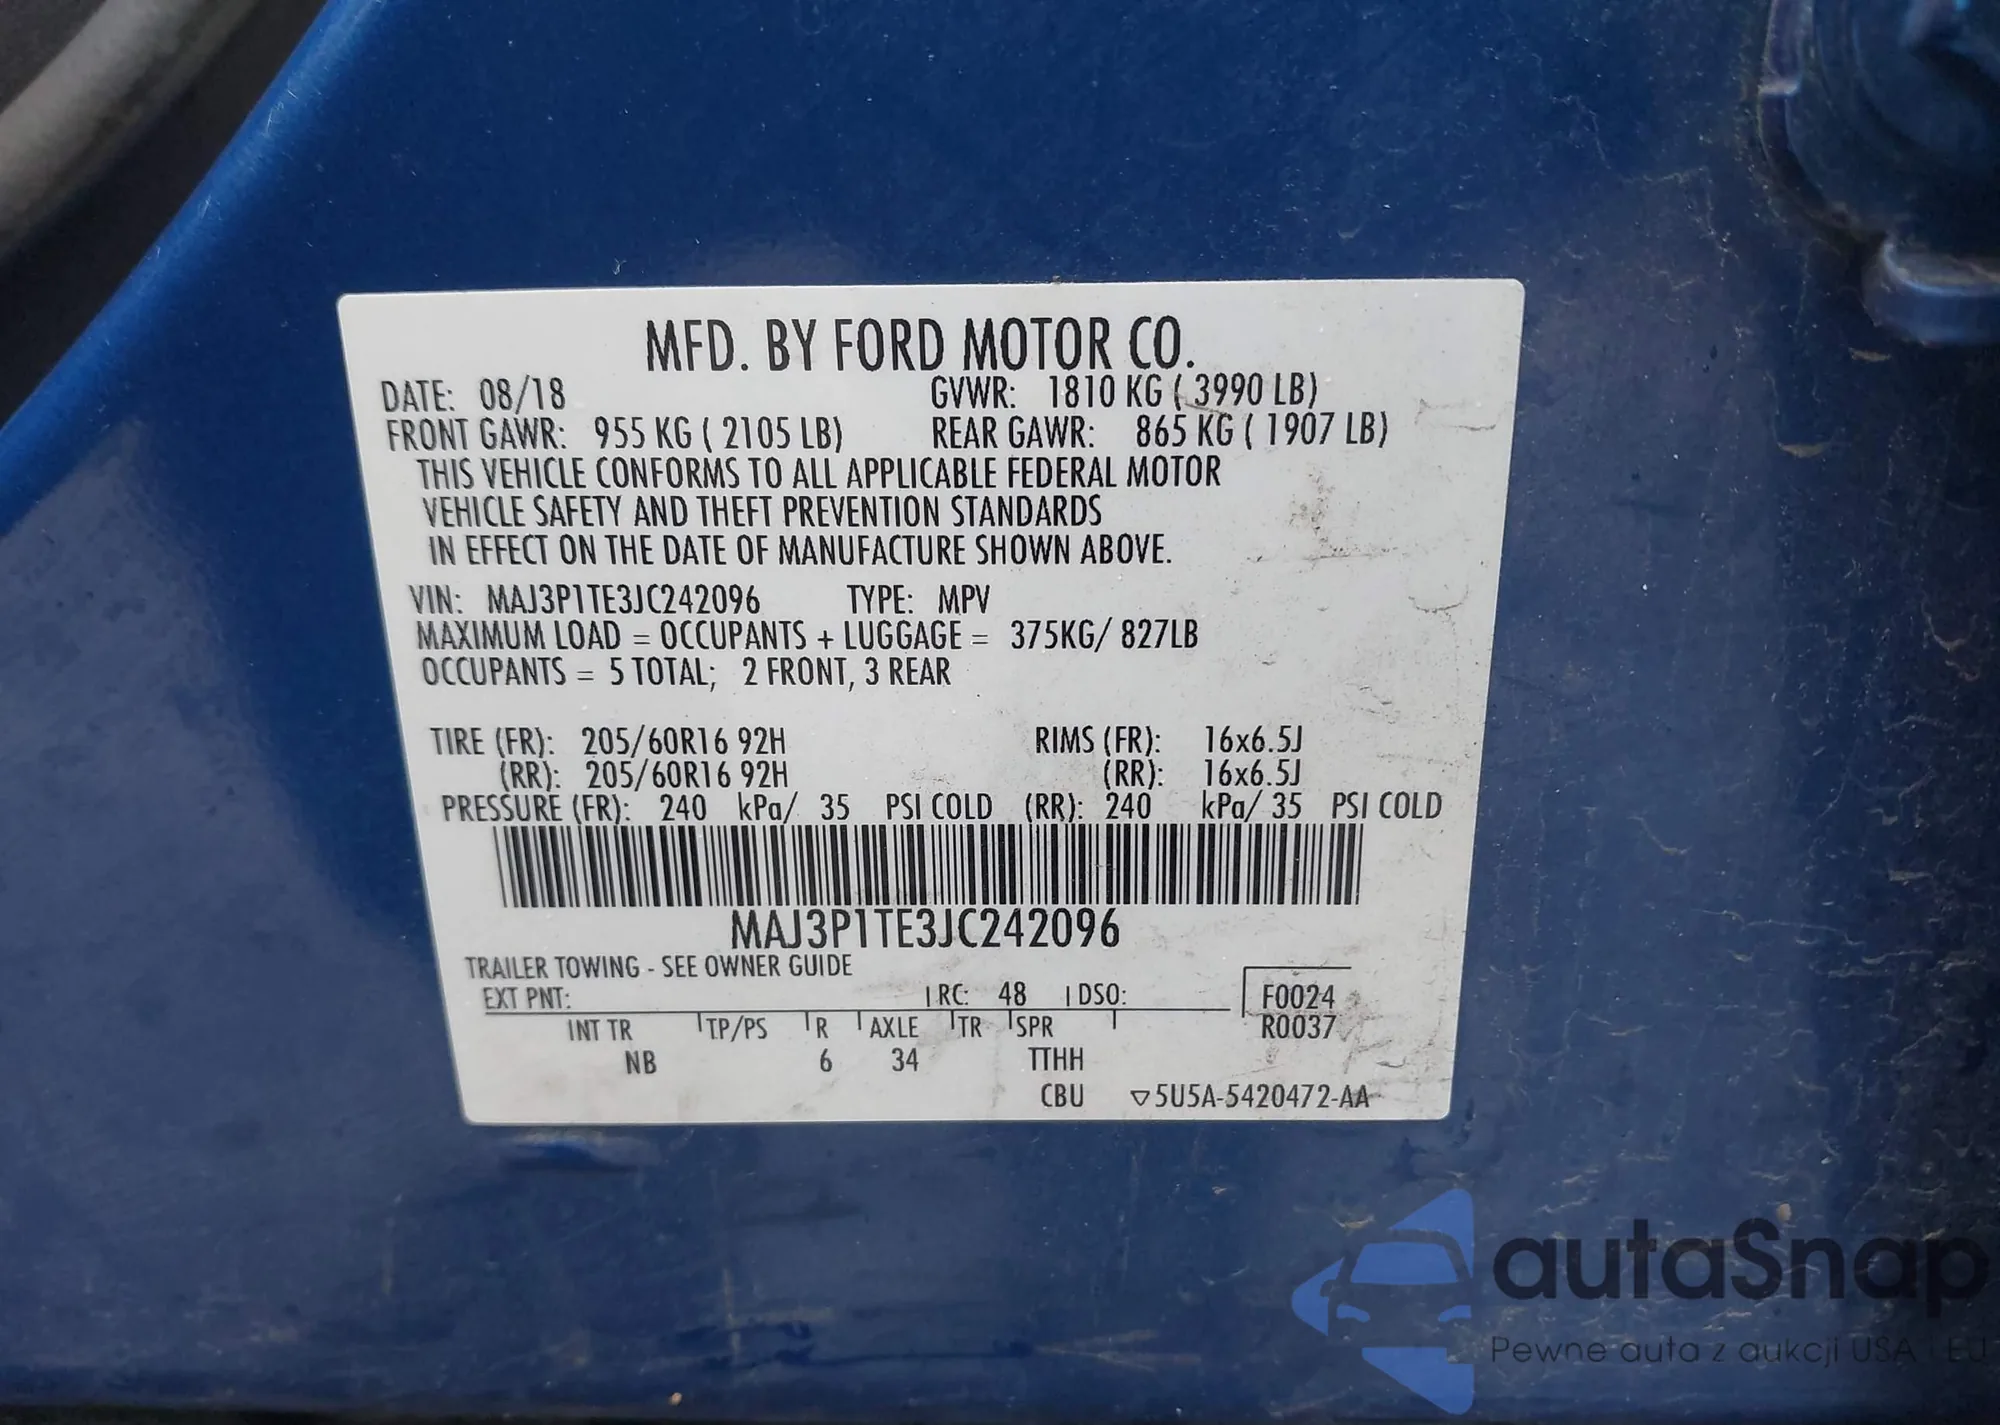 MFD. BY FORD MOTOR CO.
DATE: 08/18 GVWR: 1810 KG ( 3990 LB)
FRONT GAWR: 955 KG ( 2105 LB) REAR GAWR: 865 KG ( 1907 LB)
THIS VEHICLE CONFORMS TO ALL APPLICABLE FEDERAL MOTOR
VEHICLE SAFETY AND THEFT PREVENTION STANDARDS
IN EFFECT ON THE DATE OF MANUFACTURE SHOWN ABOVE.
VIN: MAJ3P1TE3JC242096 TYPE: MPV
MAXIMUM LOAD = OCCUPANTS + LUGGAGE = 375KG/ 827LB
OCCUPANTS = 5 TOTAL; 2 FRONT, 3 REAR
TIRE (FR): 205/60R16 92H RIMS (FR): 16x6.5J
(RR): 205/60R16 92H (RR): 16x6.5J
PRESSURE (FR): 240 kPa/ 35 PSI COLD (RR): 240 kPa/ 35 PSI COLD
MAJ3P1TE3JC242096
TRAILER TOWING - SEE OWNER GUIDE
EXT PNT: RC: 48 DSO: F0024
INT TR TP/PS R AXLE TR SPR R0037
NB 6 34 TTHH
CBU ▽5U5A-5420472-AA
autaSnap
Pewne auta z aukcji USA · EU